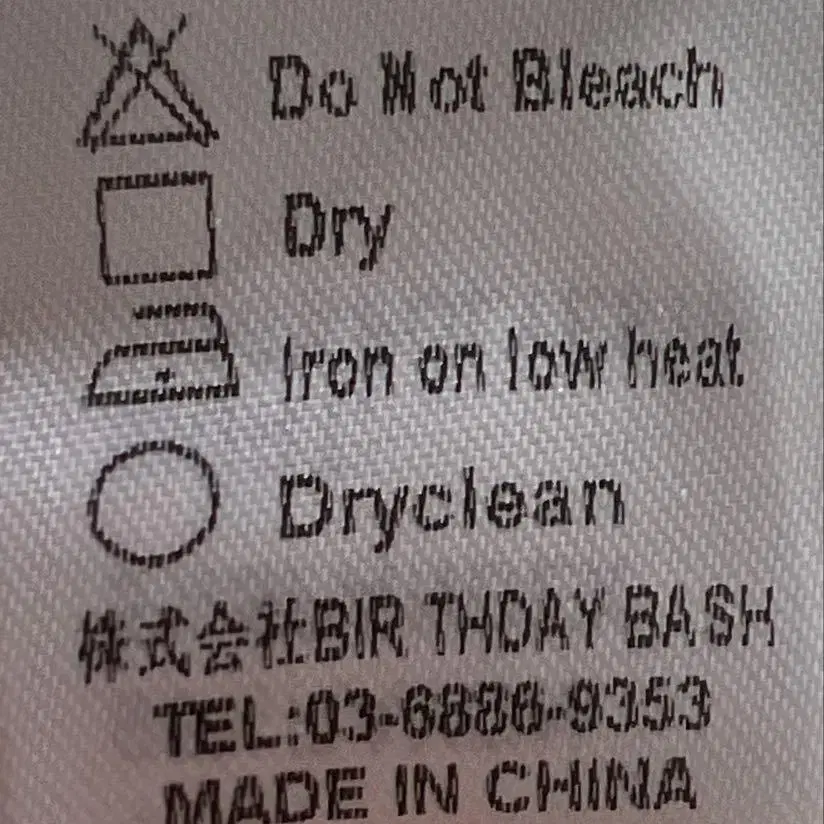 Do Not Bleach
Dry
Iron on low heat
Dryclean
株式会社BIR THDAY BASH
TEL:03-6886-9353
MADE IN CHINA